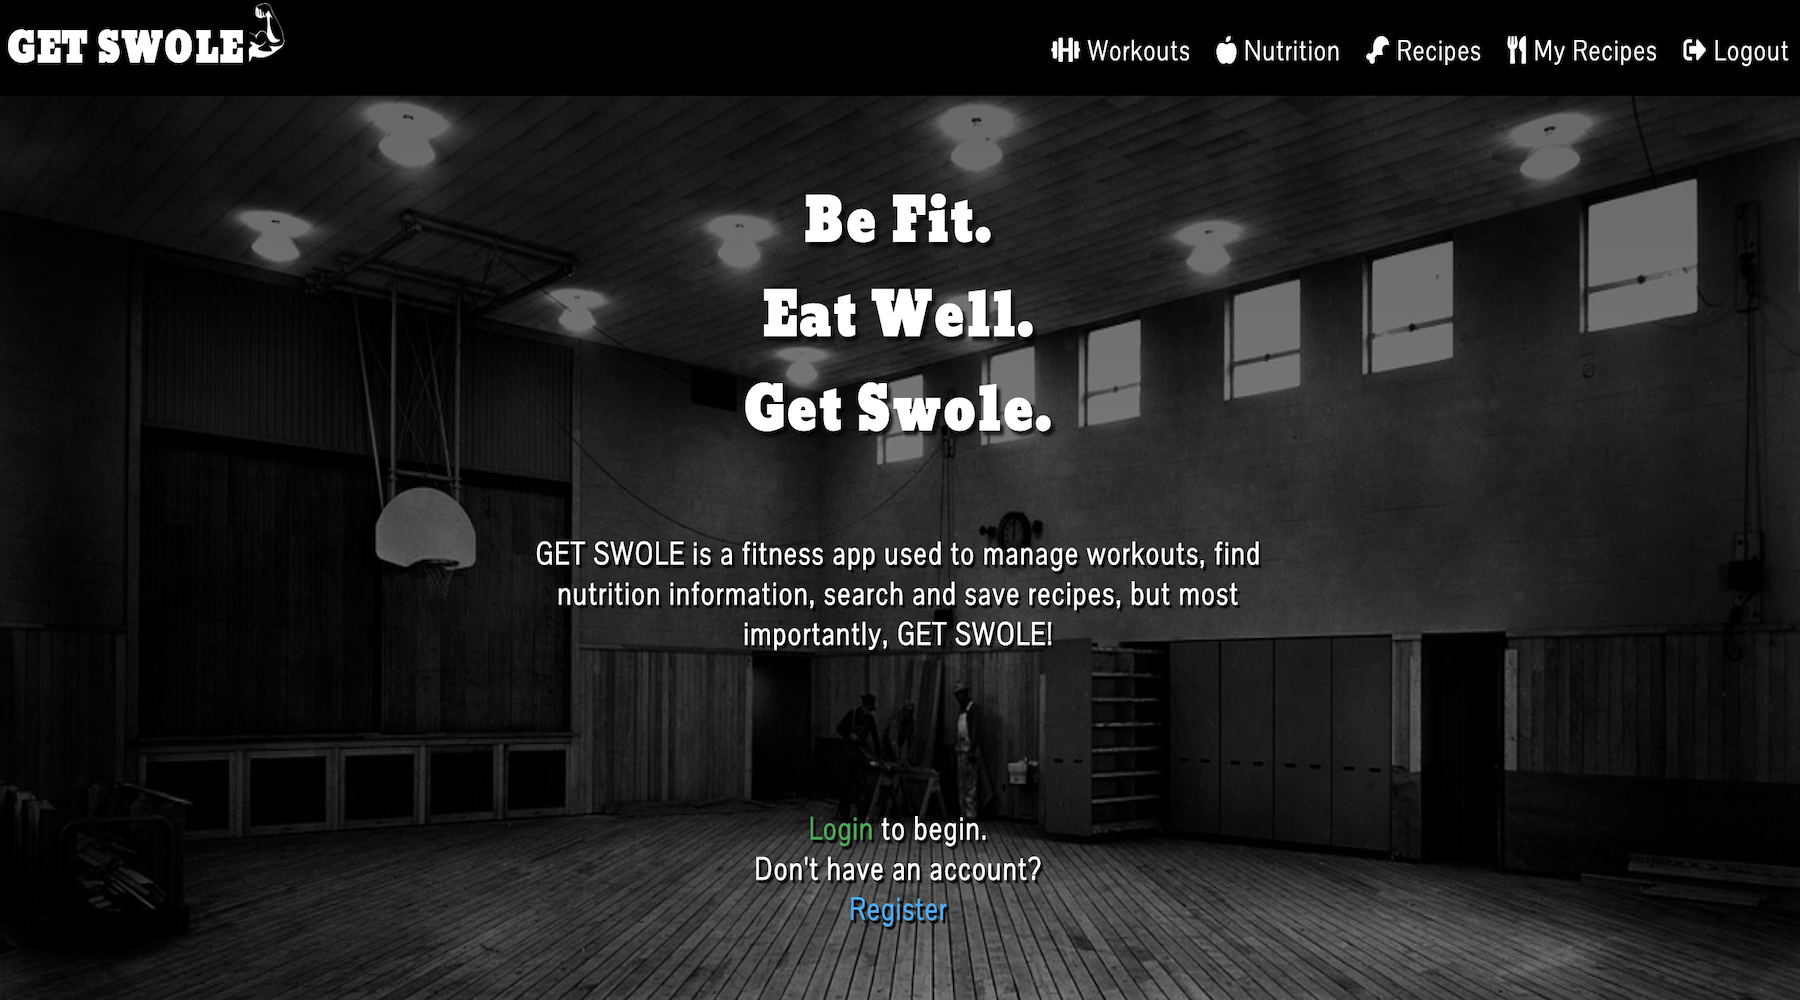 GET SWOLE
Workouts
Nutrition
Recipes
My Recipes
Logout
Be Fit.
Eat Well.
Get Swole.
GET SWOLE is a fitness app used to manage workouts, find
nutrition information, search and save recipes, but most
importantly, GET SWOLE!
Login to begin.
Don't have an account?
Register